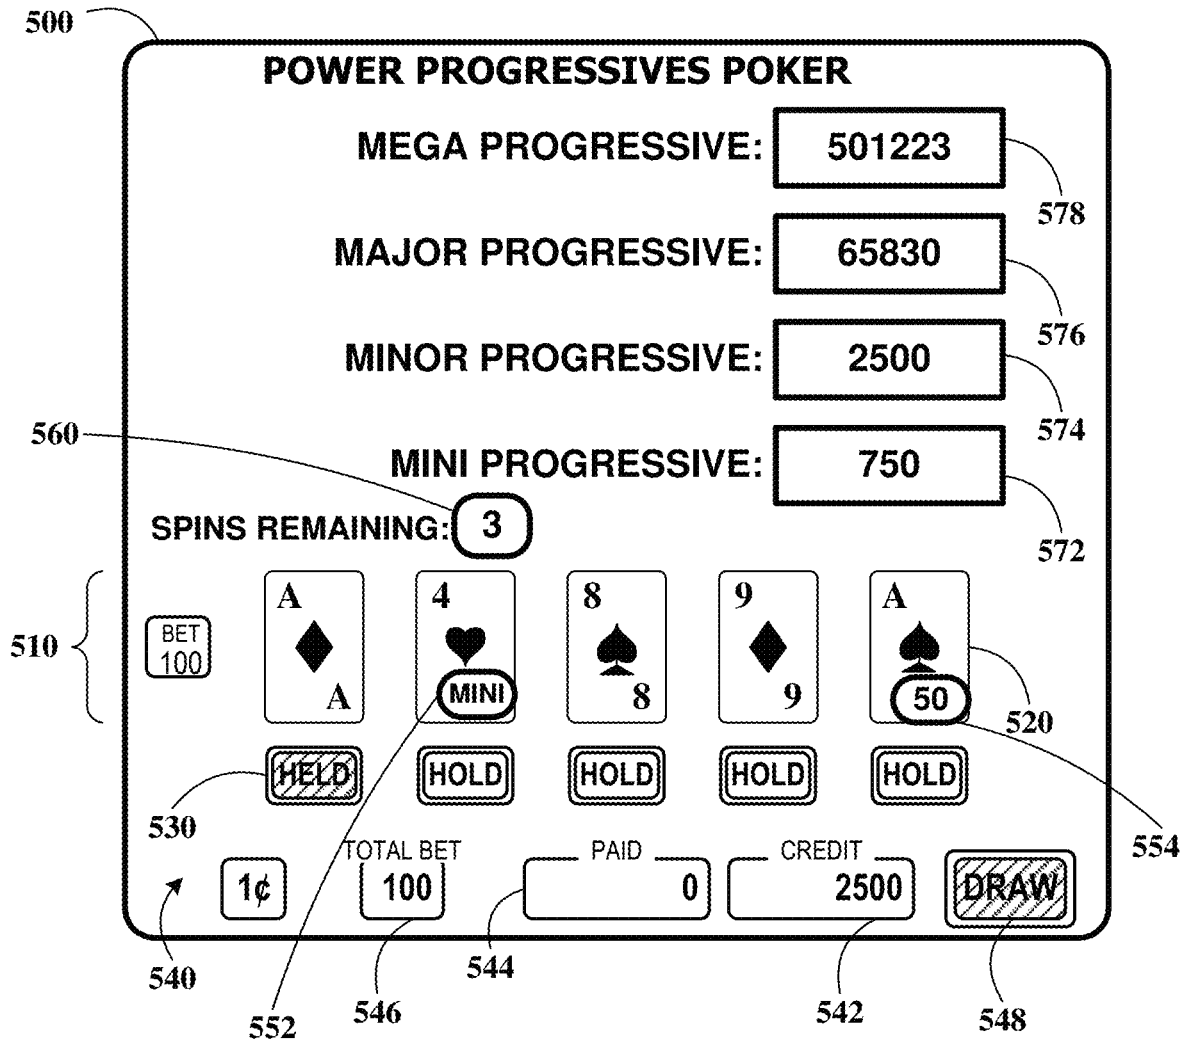 500
POWER PROGRESSIVES POKER
MEGA PROGRESSIVE: 501223
578
MAJOR PROGRESSIVE: 65830
576
MINOR PROGRESSIVE: 2500
574
560
MINI PROGRESSIVE: 750
572
SPINS REMAINING: 3
A 4 8 9 A
510
BET
100
A MINI 8 9 50
520
HELD HOLD HOLD HOLD HOLD
530
554
TOTAL BET PAID CREDIT
1¢ 100 0 2500 DRAW
540
544
546
542
548
552